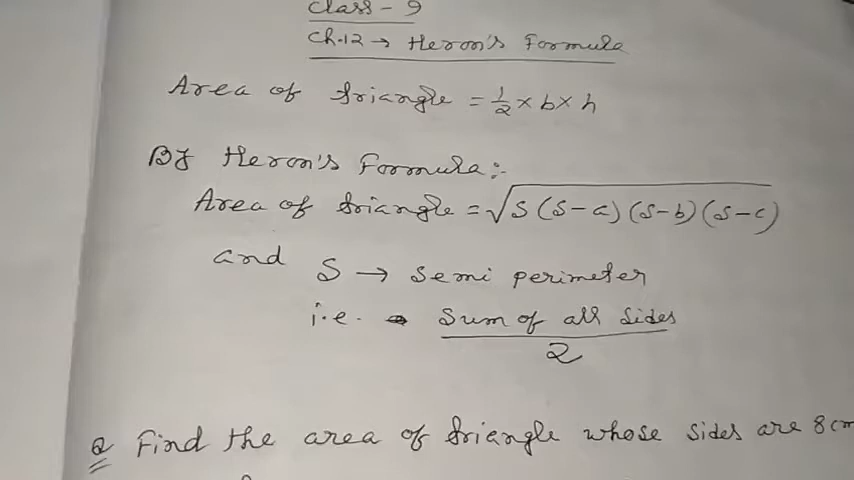 Class - 9
Ch.12 → Heron's Formula
Area of triangle = 1/2 × b × h
By Heron's Formula:-
Area of triangle = √S(S-a)(S-b)(S-c)
and S → Semi perimeter
i.e. Sum of all Sides
2
Q Find the area of triangle whose sides are 8cm